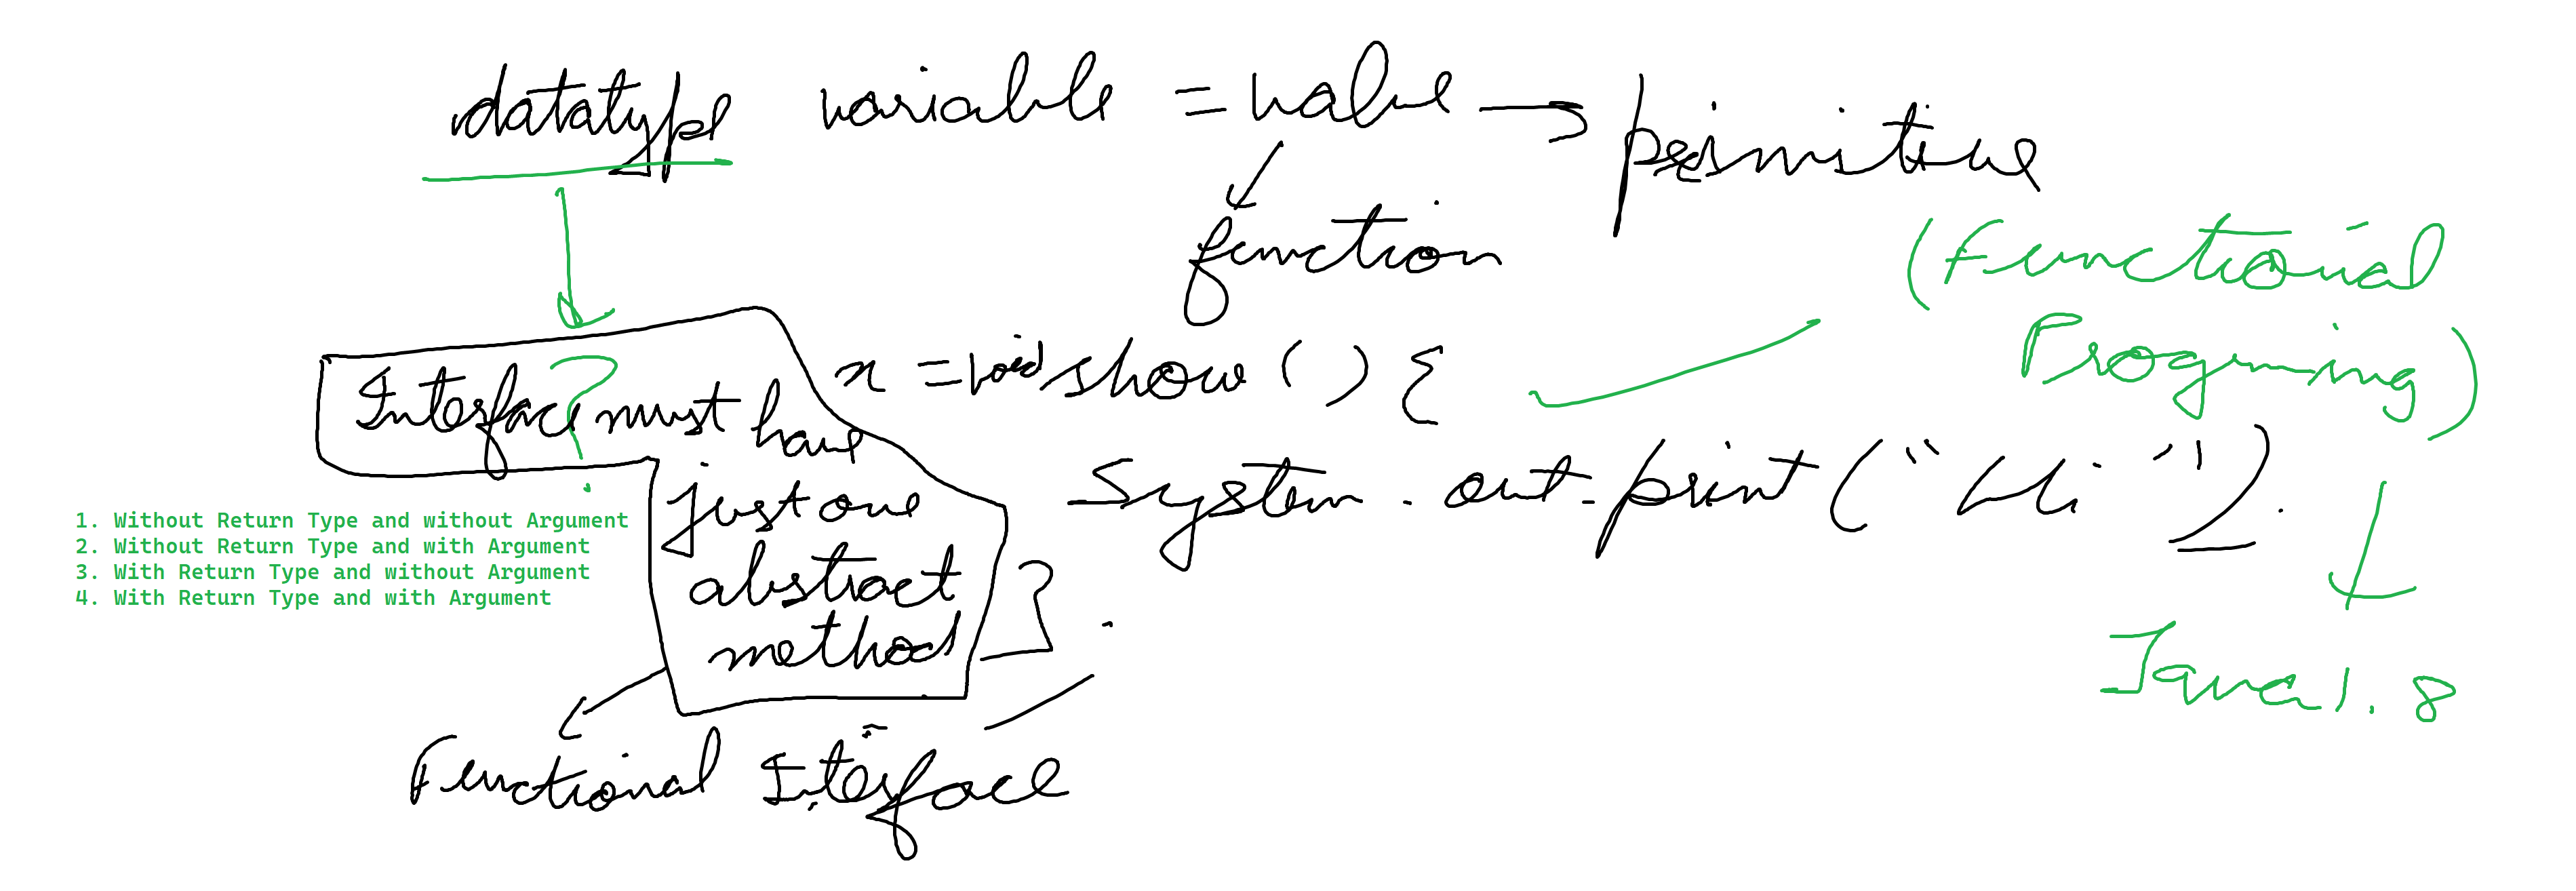 datatype variable = value → primitive
function
(Functional
Progrming)
?
x = void show() {
Interface must have
just one
abstract
method
System.out.print("Hi");
}
1. Without Return Type and without Argument
2. Without Return Type and with Argument
3. With Return Type and without Argument
4. With Return Type and with Argument
Java 1.8
Functional Interface